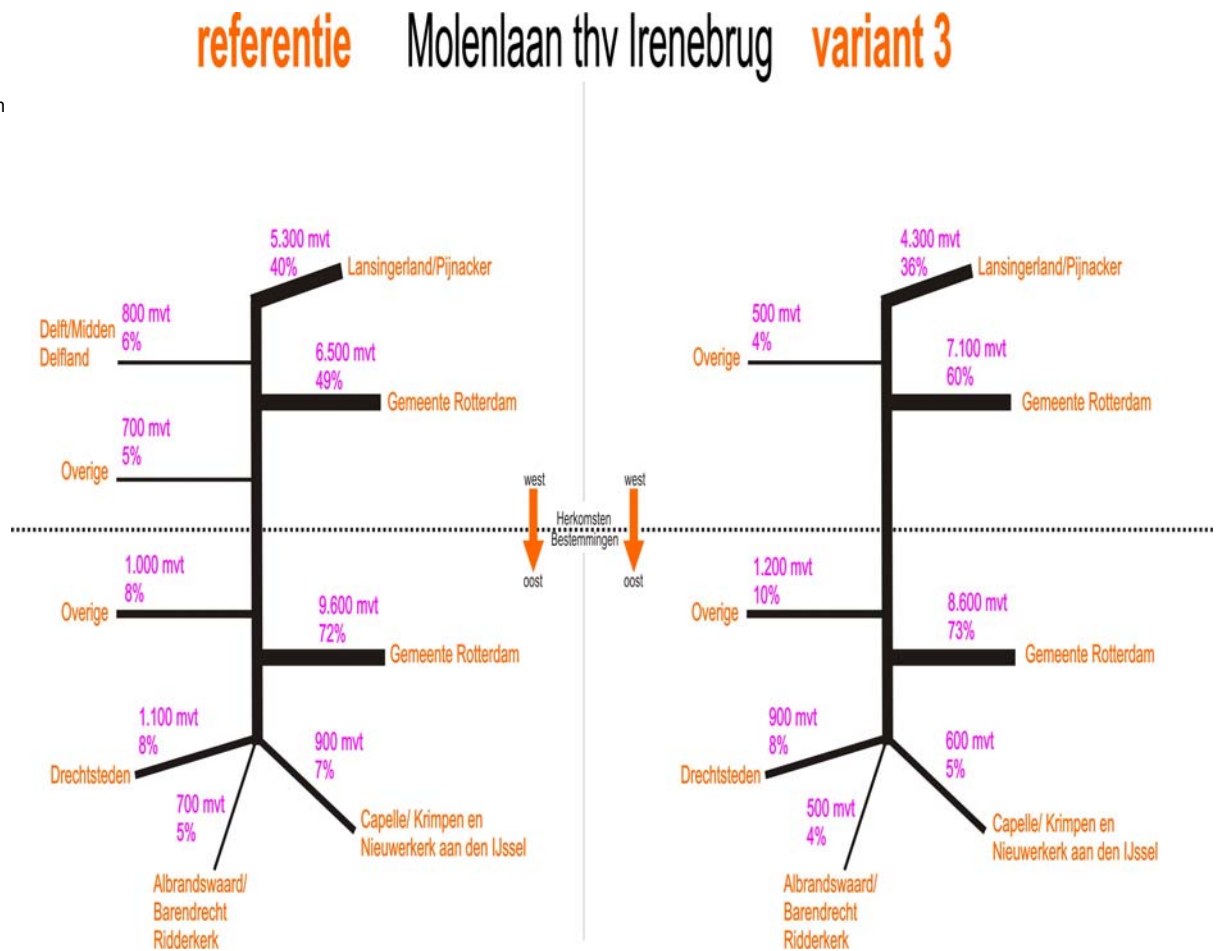 referentie Molenlaan thv Irenebrug variant 3
n
5.300 mvt
40%
Lansingerland/Pijnacker
800 mvt
6%
Delft/Midden
Delfland
6.500 mvt
49%
Gemeente Rotterdam
700 mvt
5%
Overige
1.000 mvt
8%
Overige
9.600 mvt
72%
Gemeente Rotterdam
1.100 mvt
8%
Drechtsteden
900 mvt
7%
Capelle/ Krimpen en
Nieuwerkerk aan den IJssel
700 mvt
5%
Albrandswaard/
Barendrecht
Ridderkerk
west west
Herkomsten
Bestemmingen
oost oost
4.300 mvt
36%
Lansingerland/Pijnacker
500 mvt
4%
Overige
7.100 mvt
60%
Gemeente Rotterdam
1.200 mvt
10%
Overige
8.600 mvt
73%
Gemeente Rotterdam
900 mvt
8%
Drechtsteden
600 mvt
5%
Capelle/ Krimpen en
Nieuwerkerk aan den IJssel
500 mvt
4%
Albrandswaard/
Barendrecht
Ridderkerk